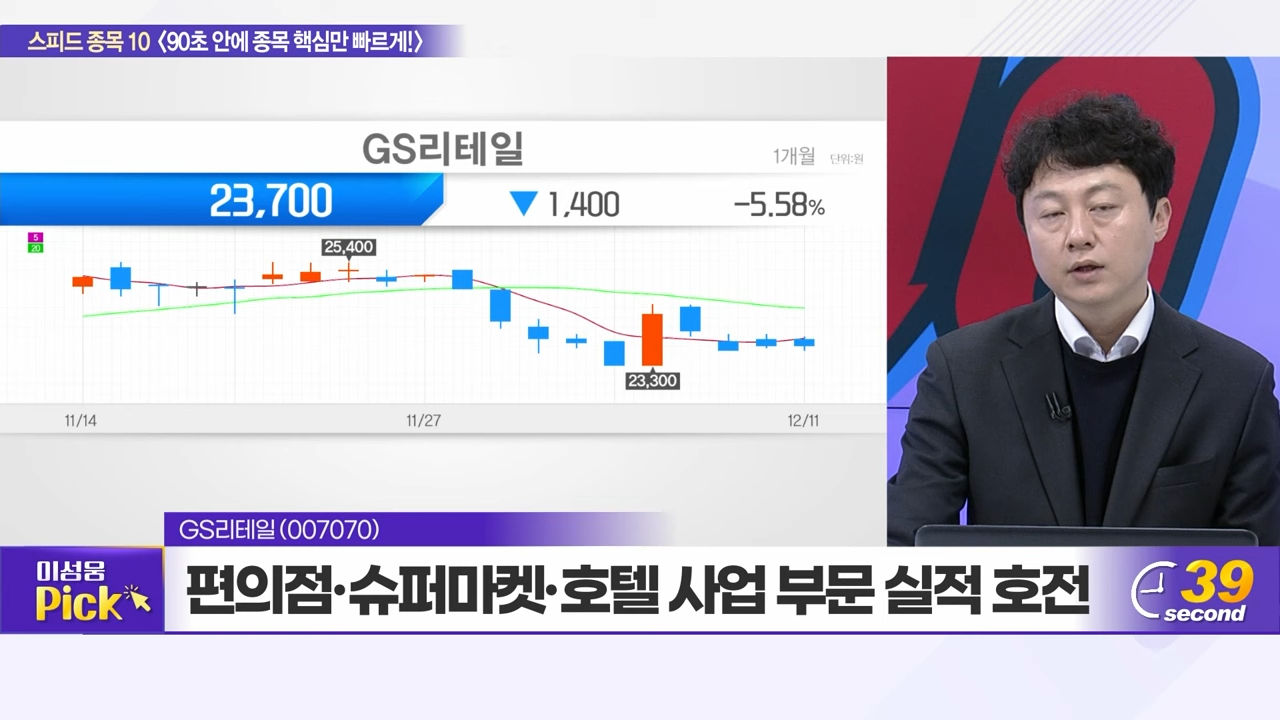 스피드 종목 10 <90초 안에 종목 핵심만 빠르게!>
GS리테일
1개월 단위:원
23,700 ▼ 1,400 -5.58%
5
20
25,400
23,300
11/14 11/27 12/11
GS리테일(007070)
이성웅
Pick
편의점·슈퍼마켓·호텔 사업 부문 실적 호전
39
second